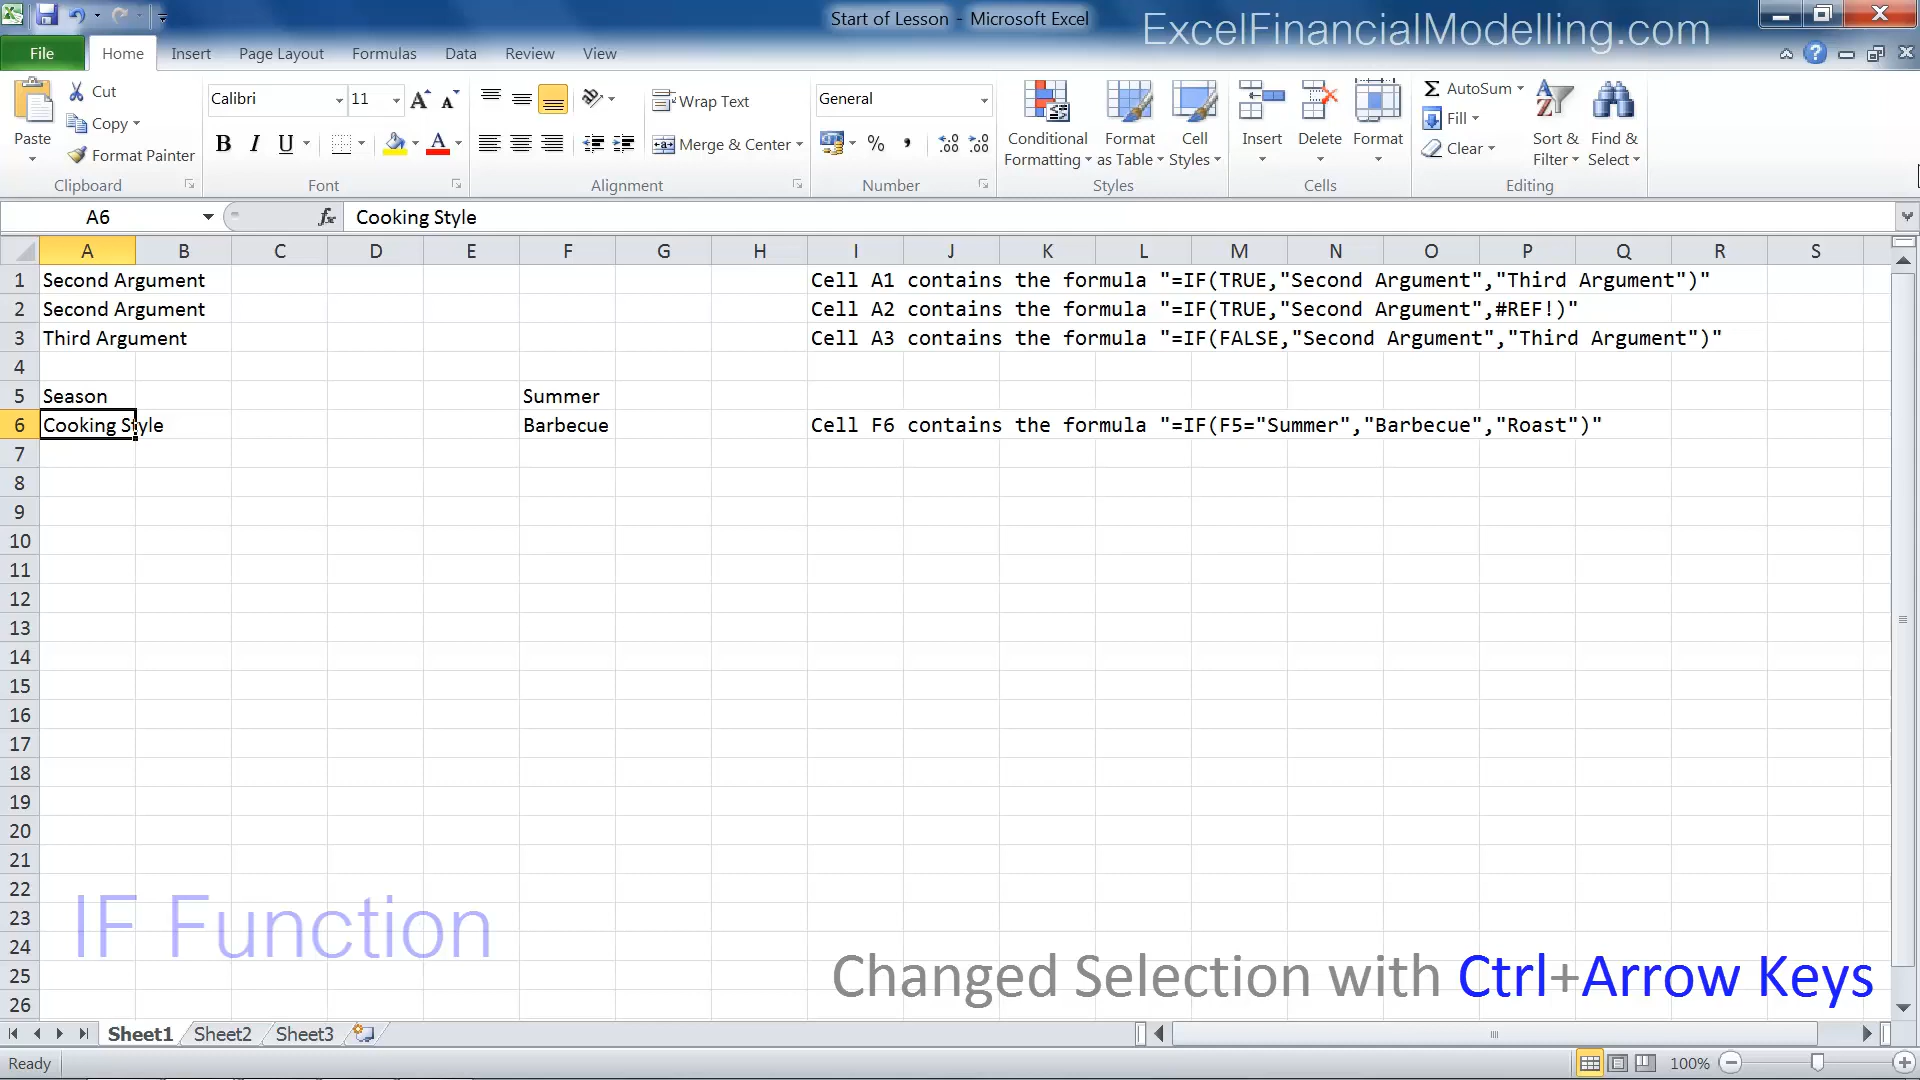 Start of Lesson - Microsoft Excel
ExcelFinancialModelling.com
File Home Insert Page Layout Formulas Data Review View
Paste
Cut
Copy
Format Painter
Clipboard
Calibri 11
B I U
Font
Wrap Text
Merge & Center
Alignment
General
%
Number
Conditional Formatting
Format as Table
Cell Styles
Styles
Insert Delete Format
Cells
Σ AutoSum
Fill
Clear
Sort & Filter
Find & Select
Editing
A6 fx Cooking Style
A B C D E F G H I J K L M N O P Q R S
1 Second Argument Cell A1 contains the formula "=IF(TRUE,"Second Argument","Third Argument")"
2 Second Argument Cell A2 contains the formula "=IF(TRUE,"Second Argument",#REF!)"
3 Third Argument Cell A3 contains the formula "=IF(FALSE,"Second Argument","Third Argument")"
4
5 Season Summer
6 Cooking Style Barbecue Cell F6 contains the formula "=IF(F5="Summer","Barbecue","Roast")"
7
8
9
10
11
12
13
14
15
16
17
18
19
20
21
22
23
24
25
26
IF Function
Changed Selection with Ctrl+Arrow Keys
Sheet1 Sheet2 Sheet3
Ready 100%